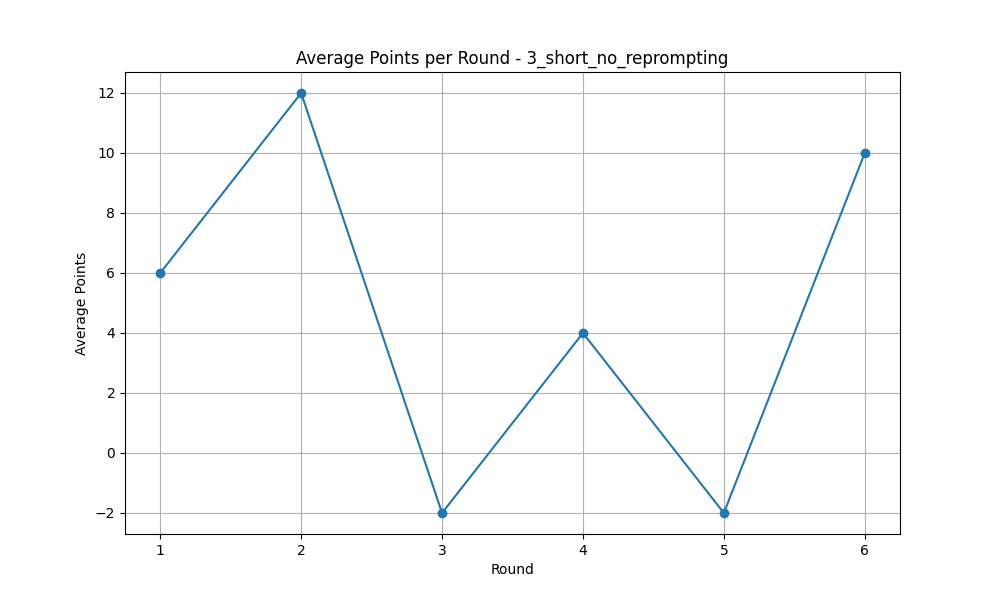 Average Points per Round - 3_short_no_reprompting
12
10
8
6
4
2
0
−2
Average Points
1 2 3 4 5 6
Round